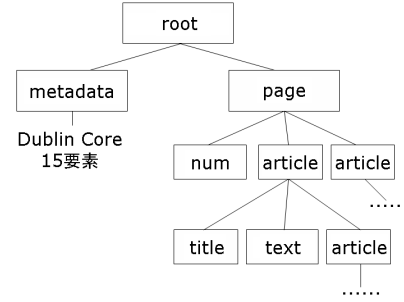 root
metadata
page
Dublin Core
15要素
num
article
article
.....
title
text
article
......